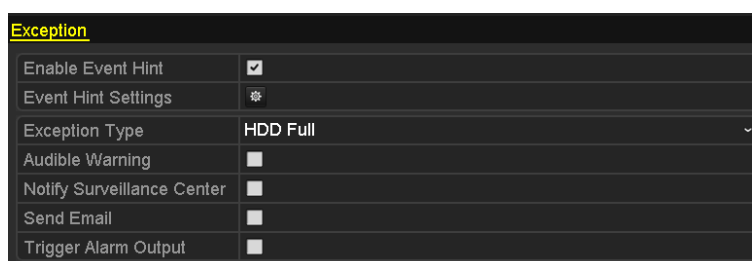 Exception
Enable Event Hint
Event Hint Settings
Exception Type HDD Full
Audible Warning
Notify Surveillance Center
Send Email
Trigger Alarm Output